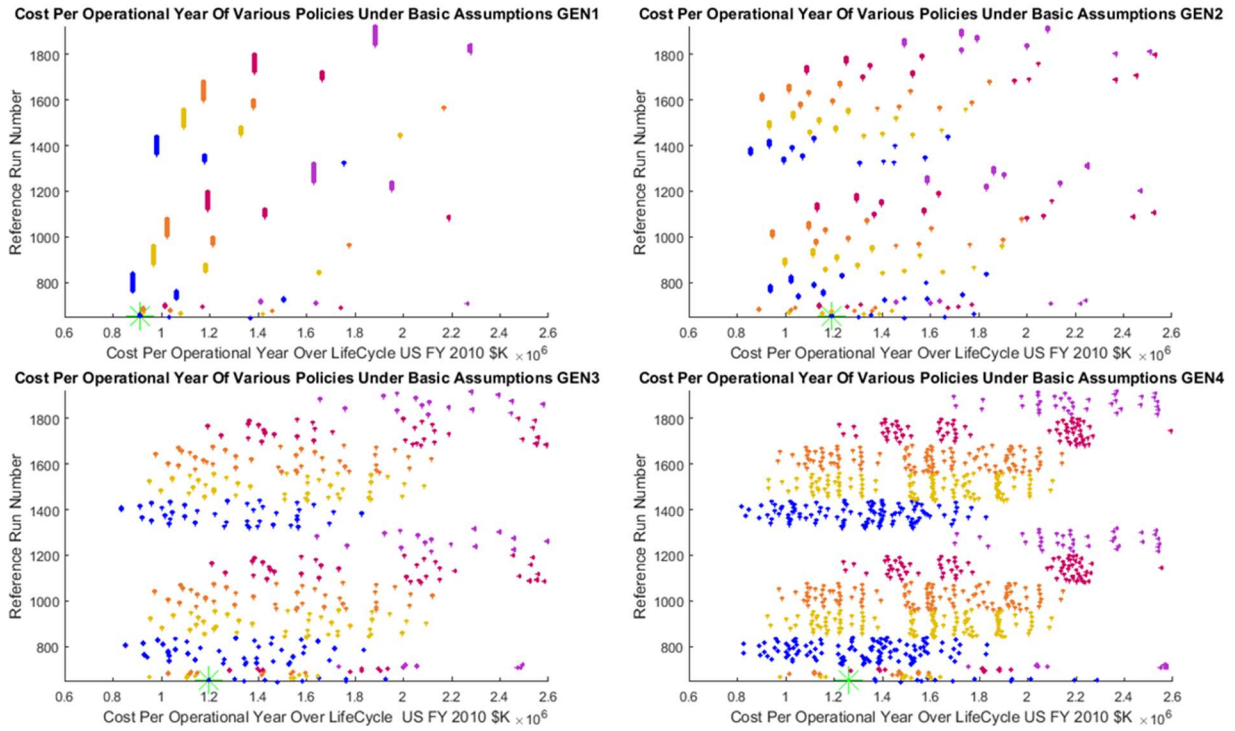 Cost Per Operational Year Of Various Policies Under Basic Assumptions GEN1
Reference Run Number
1800
1600
1400
1200
1000
800
0.6 0.8 1 1.2 1.4 1.6 1.8 2 2.2 2.4 2.6
Cost Per Operational Year Over LifeCycle US FY 2010 $K × 10^6
Cost Per Operational Year Of Various Policies Under Basic Assumptions GEN2
Reference Run Number
1800
1600
1400
1200
1000
800
0.6 0.8 1 1.2 1.4 1.6 1.8 2 2.2 2.4 2.6
Cost Per Operational Year Over LifeCycle US FY 2010 $K × 10^6
Cost Per Operational Year Of Various Policies Under Basic Assumptions GEN3
Reference Run Number
1800
1600
1400
1200
1000
800
0.6 0.8 1 1.2 1.4 1.6 1.8 2 2.2 2.4 2.6
Cost Per Operational Year Over LifeCycle US FY 2010 $K × 10^6
Cost Per Operational Year Of Various Policies Under Basic Assumptions GEN4
Reference Run Number
1800
1600
1400
1200
1000
800
0.6 0.8 1 1.2 1.4 1.6 1.8 2 2.2 2.4 2.6
Cost Per Operational Year Over LifeCycle US FY 2010 $K × 10^6